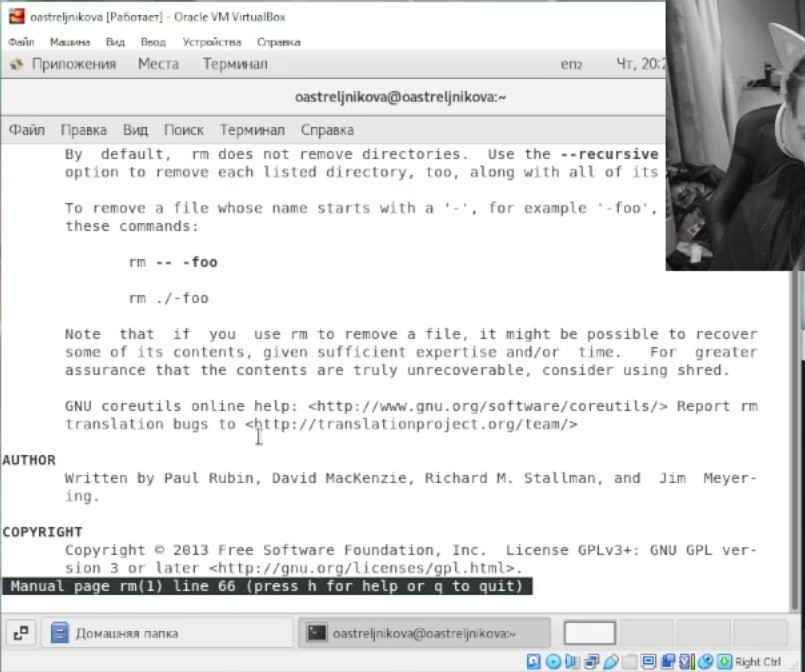 oastreljnikova [Работает] - Oracle VM VirtualBox
Файл Машина Вид Ввод Устройства Справка
Приложения Места Терминал en2 Чт, 20:2
oastreljnikova@oastreljnikova:~
Файл Правка Вид Поиск Терминал Справка
By default, rm does not remove directories. Use the --recursive
option to remove each listed directory, too, along with all of its
To remove a file whose name starts with a '-', for example '-foo',
these commands:
rm -- -foo
rm ./-foo
Note that if you use rm to remove a file, it might be possible to recover
some of its contents, given sufficient expertise and/or time. For greater
assurance that the contents are truly unrecoverable, consider using shred.
GNU coreutils online help: <http://www.gnu.org/software/coreutils/> Report rm
translation bugs to <http://translationproject.org/team/>
AUTHOR
Written by Paul Rubin, David MacKenzie, Richard M. Stallman, and Jim Meyer-
ing.
COPYRIGHT
Copyright © 2013 Free Software Foundation, Inc. License GPLv3+: GNU GPL ver-
sion 3 or later <http://gnu.org/licenses/gpl.html>.
Manual page rm(1) line 66 (press h for help or q to quit)
Домашняя папка oastreljnikova@oastreljnikova:~
Right Ctrl